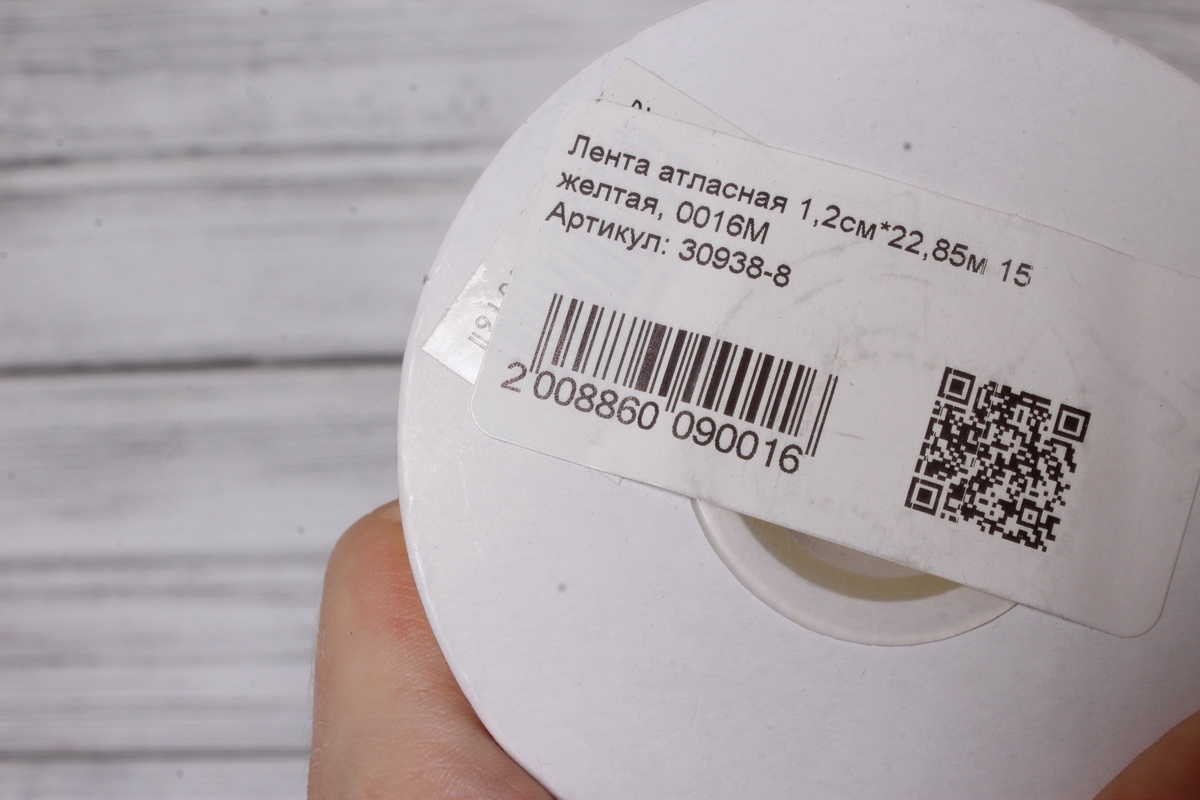 Лента атласная 1,2см*22,85м 15
желтая, 0016М
Артикул: 30938-8
2 008860 090016